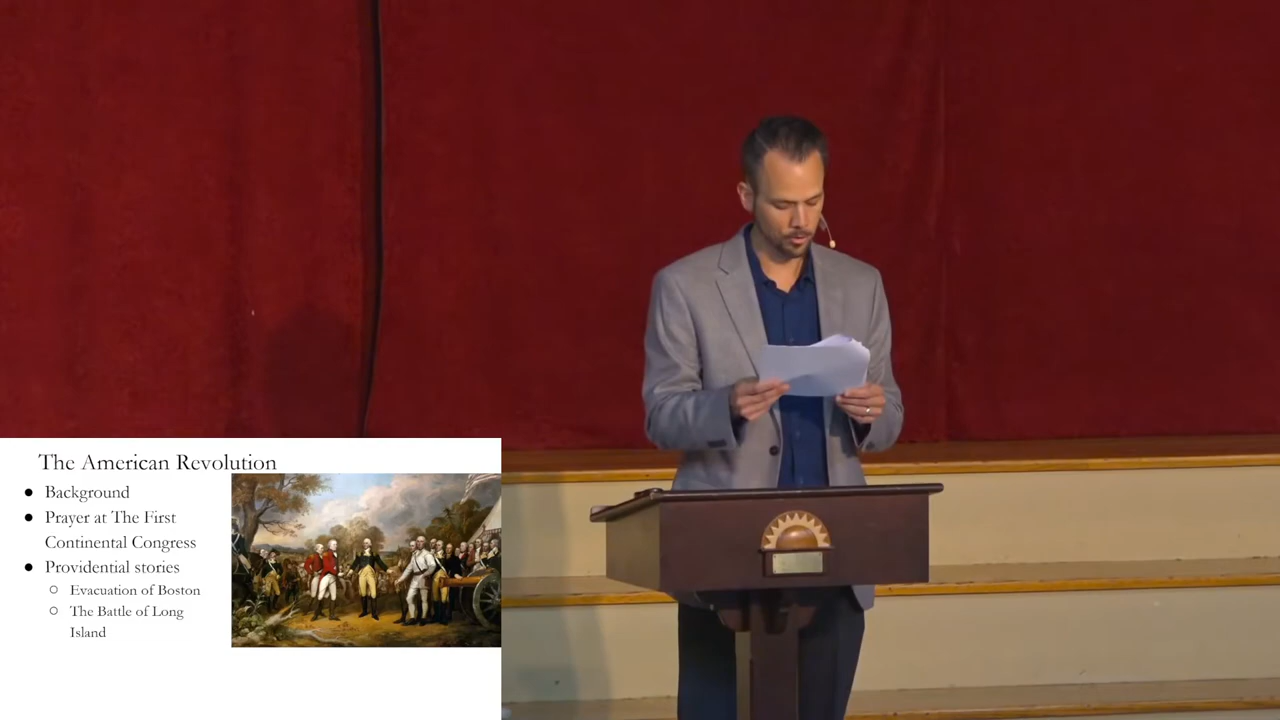 The American Revolution
● Background
● Prayer at The First
Continental Congress
● Providential stories
○ Evacuation of Boston
○ The Battle of Long
Island